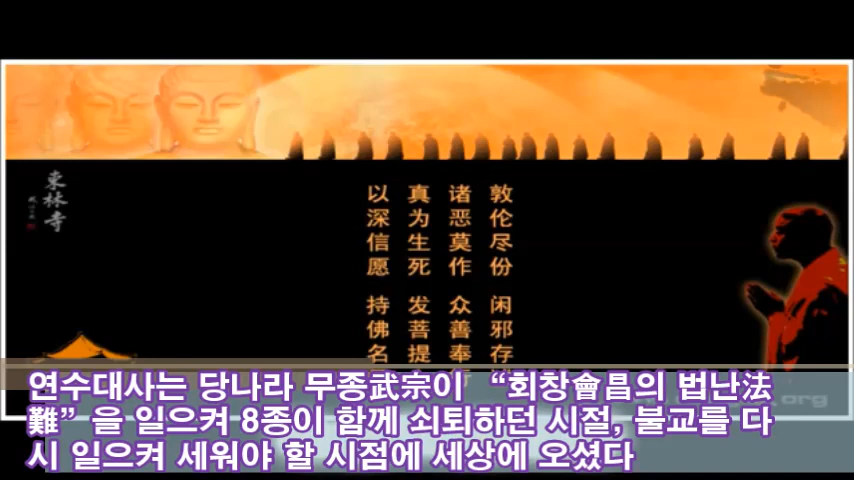 東林寺
敦伦尽份 闲邪存
诸恶莫作 众善奉行
真为生死 发菩提
以深信愿 持佛名
연수대사는 당나라 무종武宗이 “회창會昌의 법난法
難”을 일으켜 8종이 함께 쇠퇴하던 시절, 불교를 다
시 일으켜 세워야 할 시점에 세상에 오셨다
.org